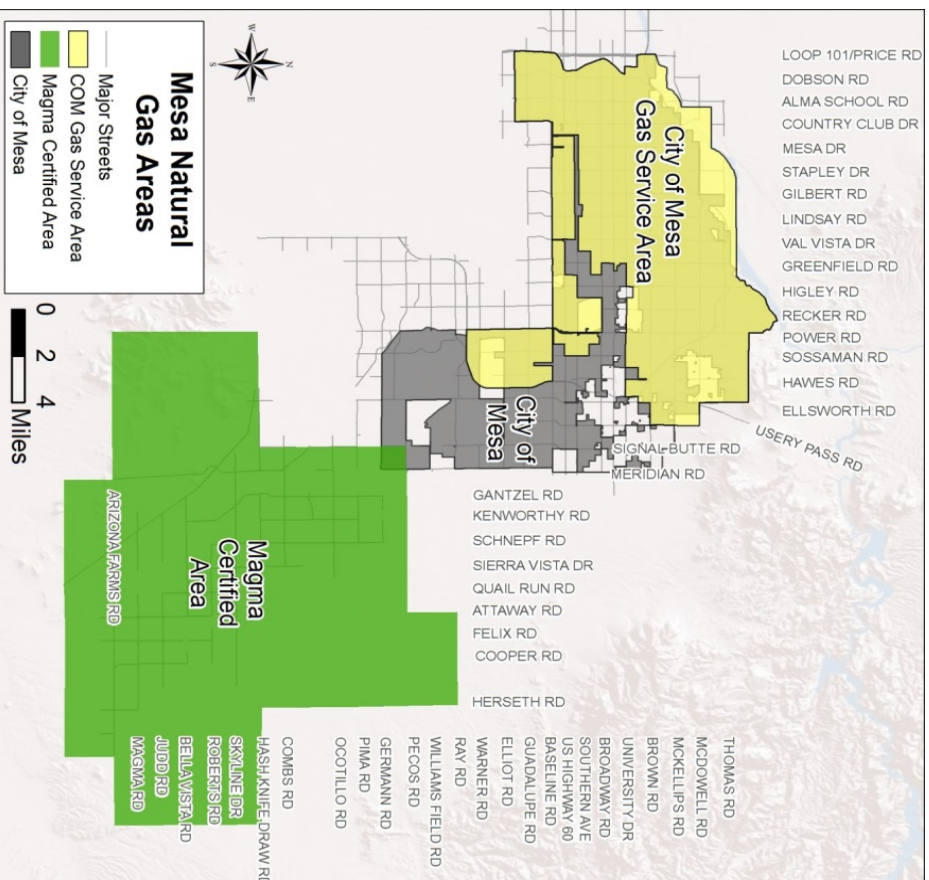 LOOP 101/PRICE RD
DOBSON RD
ALMA SCHOOL RD
COUNTRY CLUB DR
MESA DR
STAPLEY DR
GILBERT RD
LINDSAY RD
VAL VISTA DR
GREENFIELD RD
HIGLEY RD
RECKER RD
POWER RD
SOSSAMAN RD
HAWES RD
ELLSWORTH RD
USERY PASS RD
SIGNAL BUTTE RD
MERIDIAN RD
GANTZEL RD
KENWORTHY RD
SCHNEPF RD
SIERRA VISTA DR
QUAIL RUN RD
ATTAWAY RD
FELIX RD
COOPER RD
HERSETH RD
THOMAS RD
MCDOWELL RD
MCKELLIPS RD
BROWN RD
UNIVERSITY DR
BROADWAY RD
SOUTHERN AVE
US HIGHWAY 60
BASELINE RD
GUADALUPE RD
ELLIOT RD
WARNER RD
RAY RD
WILLIAMS FIELD RD
PECOS RD
GERMANN RD
PIMA RD
OCOTILLO RD
COMBS RD
HASH KNIFE DRAW RD
SKYLINE DR
ROBERTS RD
BELLA VISTA RD
JUDD RD
MAGMA RD
ARIZONA FARMS RD
City of Mesa
Gas Service Area
City of
Mesa
Magma
Certified
Area
N
E
S
W
Mesa Natural
Gas Areas
Major Streets
COM Gas Service Area
Magma Certified Area
City of Mesa
0 2 4
Miles